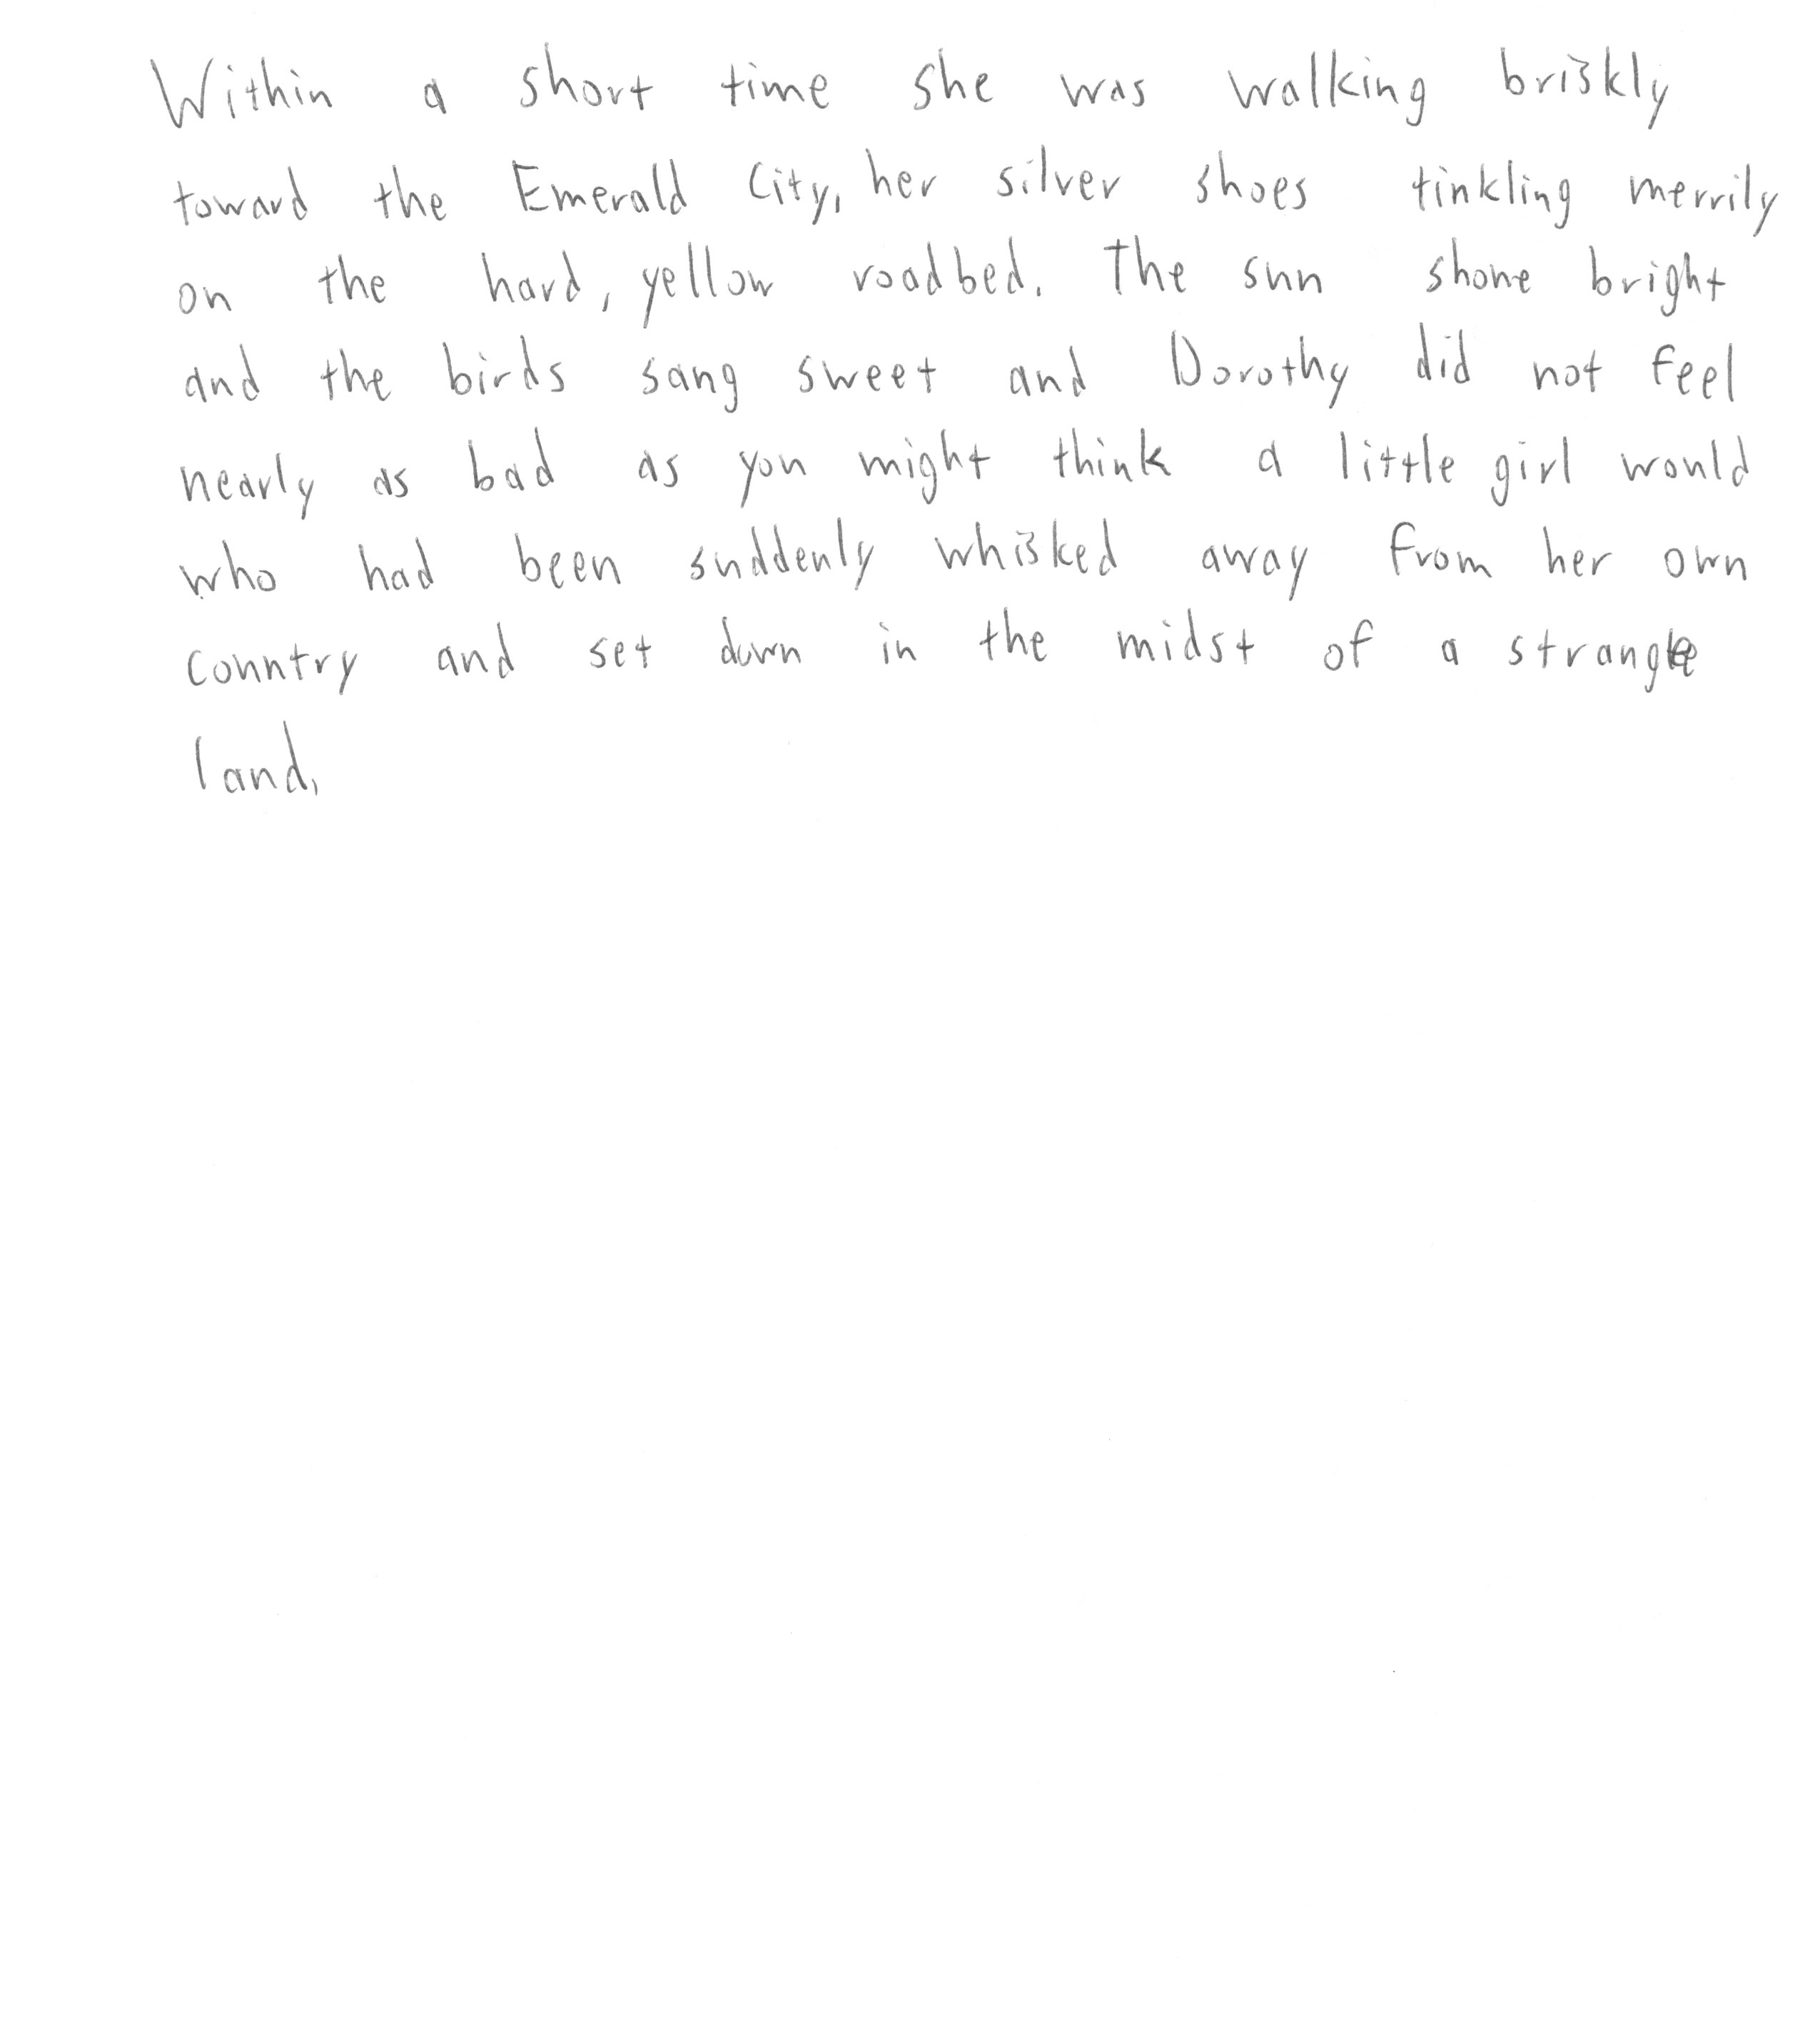 Within a short time she was walking briskly
toward the Emerald City, her silver shoes tinkling merrily
on the hard, yellow roadbed. The sun shone bright
and the birds sang sweet and Dorothy did not feel
nearly as bad as you might think a little girl would
who had been suddenly whisked away from her own
country and set down in the midst of a strange
land.